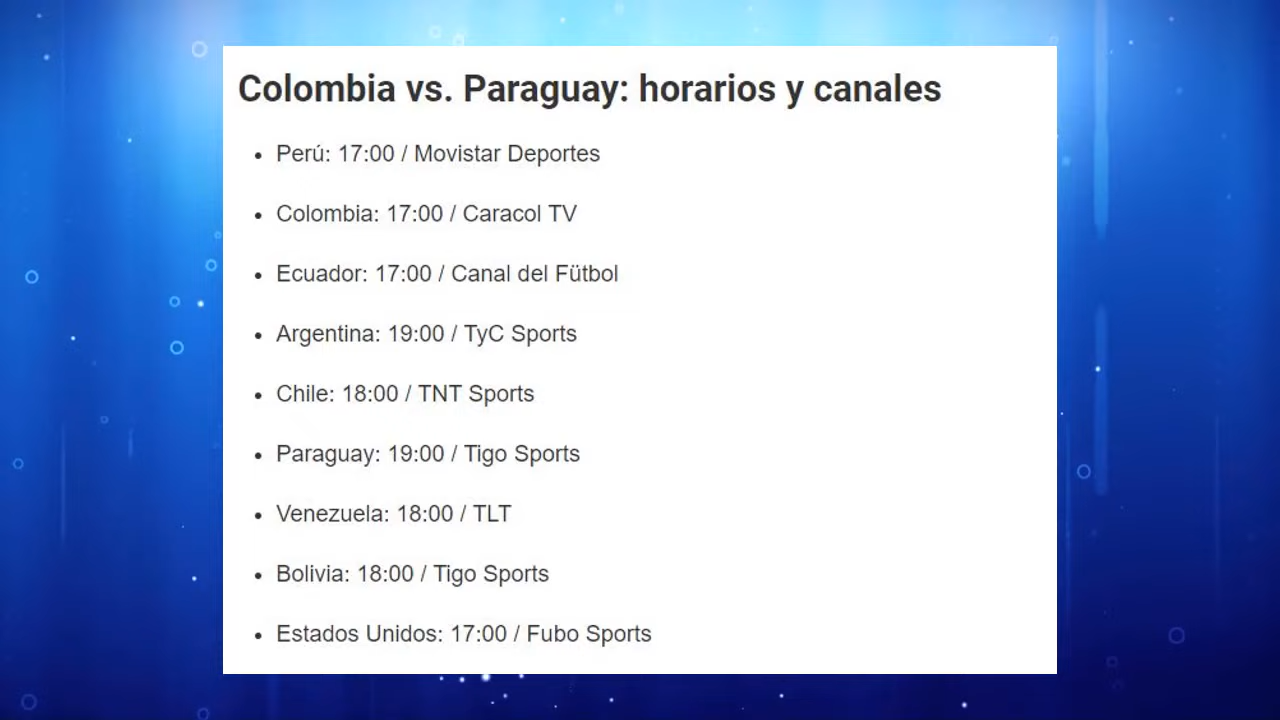 Colombia vs. Paraguay: horarios y canales
• Perú: 17:00 / Movistar Deportes
• Colombia: 17:00 / Caracol TV
• Ecuador: 17:00 / Canal del Fütbol
• Argentina: 19:00 / TyC Sports
• Chile: 18:00 / TNT Sports
• Paraguay: 19:00 / Tigo Sports
• Venezuela: 18:00 / TLT
• Bolivia: 18:00 / Tigo Sports
• Estados Unidos: 17:00 / Fubo Sports